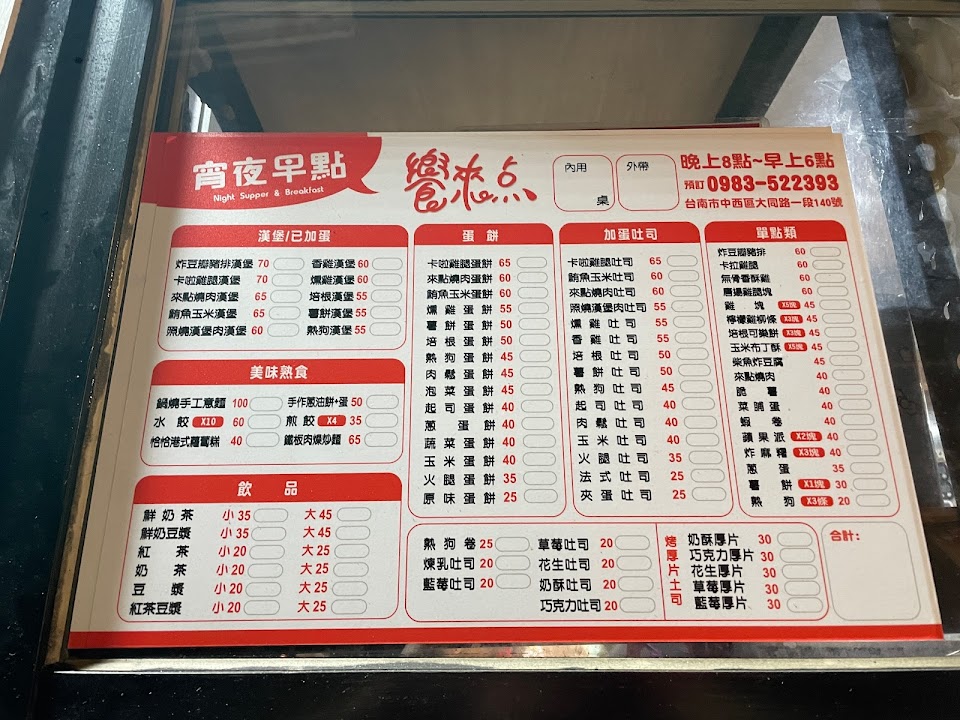 宵夜早點
Night Supper & Breakfast
饗來点
內用
桌
外帶
晚上8點~早上6點
預訂 0983-522393
台南市中西區大同路一段140號
漢堡/已加蛋
炸豆瓣豬排漢堡 70 香雞漢堡 60
卡啦雞腿漢堡 70 燻雞漢堡 60
來點燒肉漢堡 65 培根漢堡 55
鮪魚玉米漢堡 65 薯餅漢堡 55
照燒漢堡肉漢堡 60 熱狗漢堡 55
美味熟食
鍋燒手工意麵 100 手作蔥油餅+蛋 50
水餃 X10 60 煎餃 X4 35
恰恰港式蘿蔔糕 40 鐵板肉燥炒麵 65
飲品
鮮奶茶 小 35 大 45
鮮奶豆漿 小 35 大 45
紅茶 小 20 大 25
奶茶 小 20 大 25
豆漿 小 20 大 25
紅茶豆漿 小 20 大 25
蛋餅
卡啦雞腿蛋餅 65
來點燒肉蛋餅 60
鮪魚玉米蛋餅 60
燻雞蛋餅 55
薯餅蛋餅 50
培根蛋餅 50
熱狗蛋餅 45
肉鬆蛋餅 45
泡菜蛋餅 45
起司蛋餅 40
蔥蛋餅 40
蔬菜蛋餅 40
玉米蛋餅 40
火腿蛋餅 35
原味蛋餅 25
加蛋吐司
卡啦雞腿吐司 65
鮪魚玉米吐司 60
來點燒肉吐司 60
照燒漢堡肉吐司 55
燻雞吐司 55
香雞吐司 55
培根吐司 50
薯餅吐司 50
熱狗吐司 45
起司吐司 40
肉鬆吐司 40
玉米吐司 40
火腿吐司 35
法式吐司 25
夾蛋吐司 25
單點類
炸豆瓣豬排 60
卡拉雞腿 60
無骨香酥雞 60
唐揚雞腿塊 60
雞塊 X5塊 45
檸檬雞柳條 X3塊 45
培根可樂餅 X3塊 45
玉米布丁酥 X5塊 45
柴魚炸豆腐 45
來點燒肉 40
脆薯 40
菜脯蛋 40
蝦卷 40
蘋果派 X2塊 40
炸麻糬 X3塊 40
蔥蛋 35
薯餅 X1塊 30
熱狗 X3條 20
熱狗卷 25 草莓吐司 20
煉乳吐司 20 花生吐司 20
藍莓吐司 20 奶酥吐司 20
巧克力吐司 20
烤厚片土司
奶酥厚片 30
巧克力厚片 30
花生厚片 30
草莓厚片 30
藍莓厚片 30
合計: